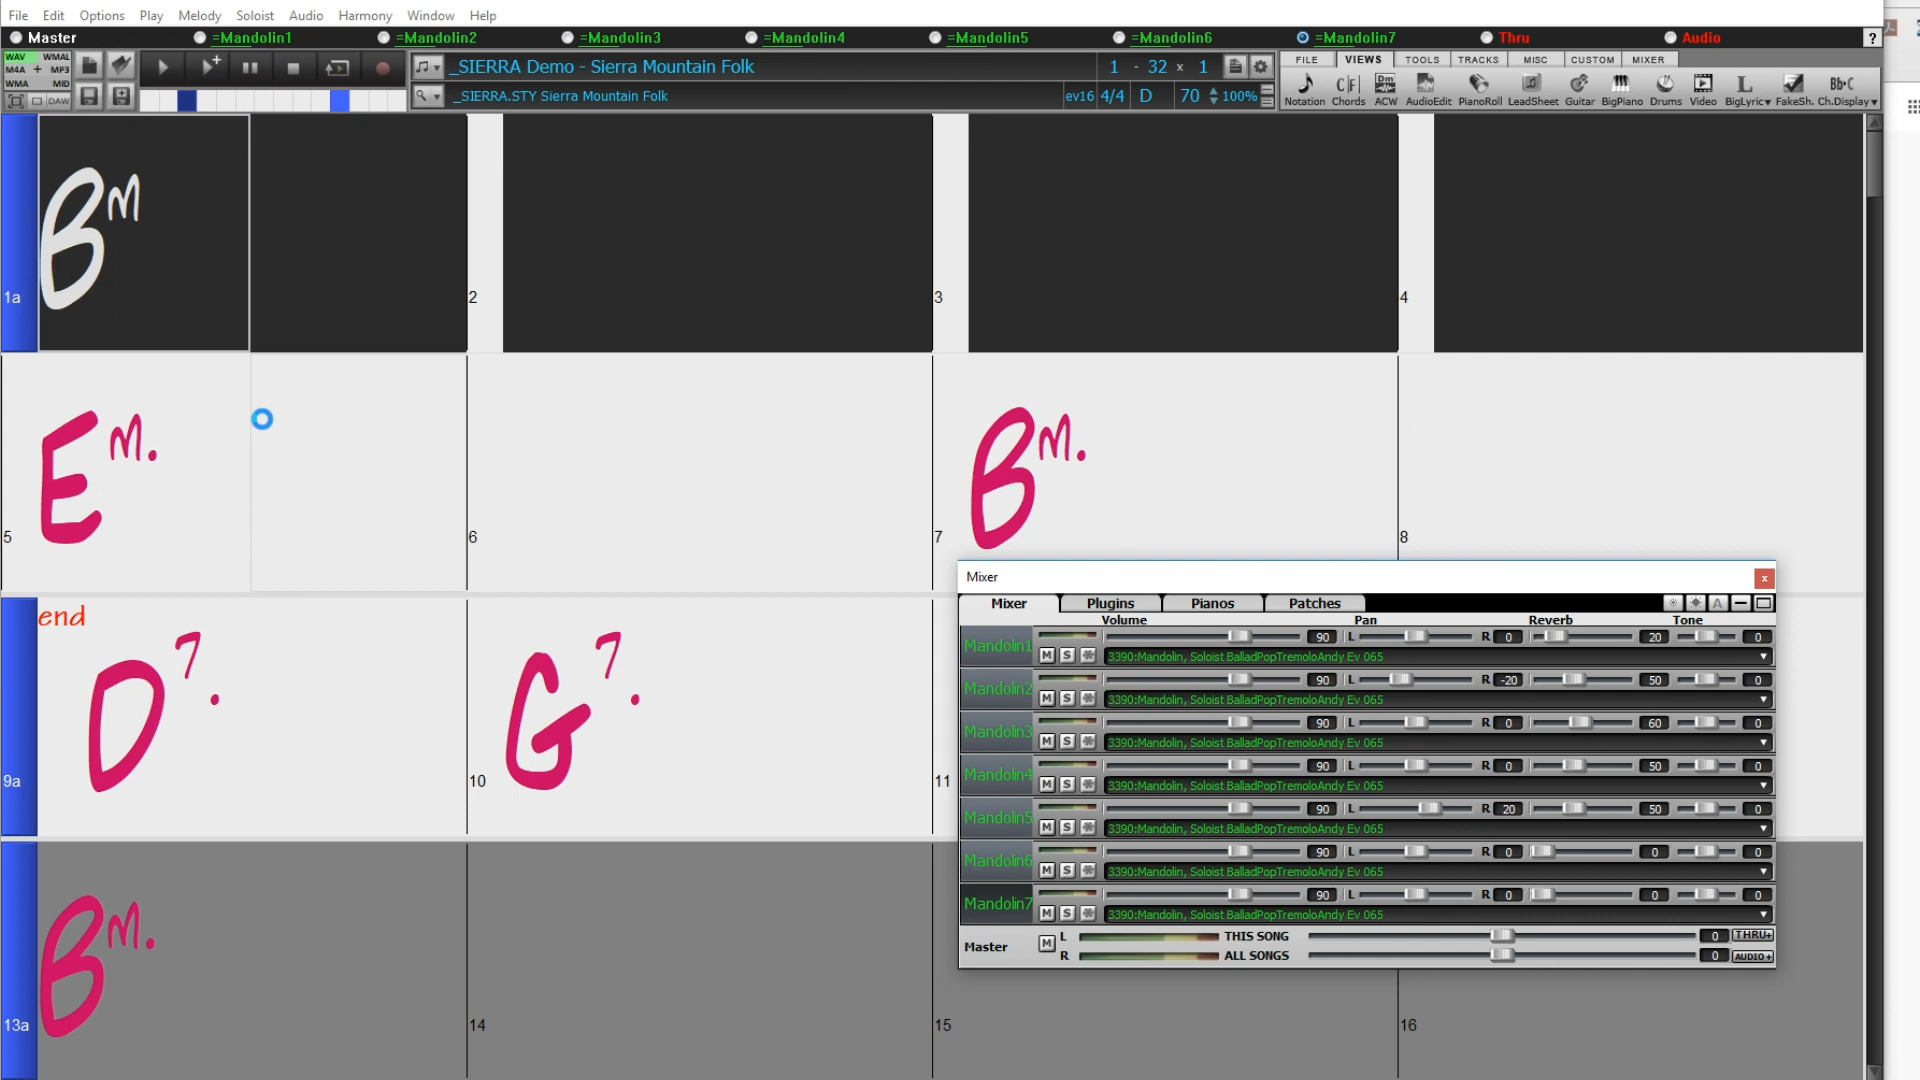 File Edit Options Play Melody Soloist Audio Harmony Window Help
Master =Mandolin1 =Mandolin2 =Mandolin3 =Mandolin4 =Mandolin5 =Mandolin6 =Mandolin7 Thru Audio ?
WAV WMAL
M4A + MP3
WMA MID
DAW
_SIERRA Demo - Sierra Mountain Folk 1 - 32 x 1
_SIERRA.STY Sierra Mountain Folk ev16 4/4 D 70 100%
FILE VIEWS TOOLS TRACKS MISC CUSTOM MIXER
Notation Chords ACW AudioEdit PianoRoll LeadSheet Guitar BigPiano Drums Video BigLyric FakeSh. Ch.Display
Bm
1a 2 3 4
Em. Bm.
5 6 7 8
end
D7. G7.
9a 10 11
Bm.
13a 14 15 16
Mixer x
Mixer Plugins Pianos Patches A
Volume Pan Reverb Tone
Mandolin1 90 L R 0 20 0
M S 3390:Mandolin, Soloist BalladPopTremoloAndy Ev 065
Mandolin2 90 L R -20 50 0
M S 3390:Mandolin, Soloist BalladPopTremoloAndy Ev 065
Mandolin3 90 L R 0 60 0
M S 3390:Mandolin, Soloist BalladPopTremoloAndy Ev 065
Mandolin4 90 L R 0 50 0
M S 3390:Mandolin, Soloist BalladPopTremoloAndy Ev 065
Mandolin5 90 L R 20 50 0
M S 3390:Mandolin, Soloist BalladPopTremoloAndy Ev 065
Mandolin6 90 L R 0 0 0
M S 3390:Mandolin, Soloist BalladPopTremoloAndy Ev 065
Mandolin7 90 L R 0 0 0
M S 3390:Mandolin, Soloist BalladPopTremoloAndy Ev 065
Master M L THIS SONG 0 THRU+
R ALL SONGS 0 AUDIO+